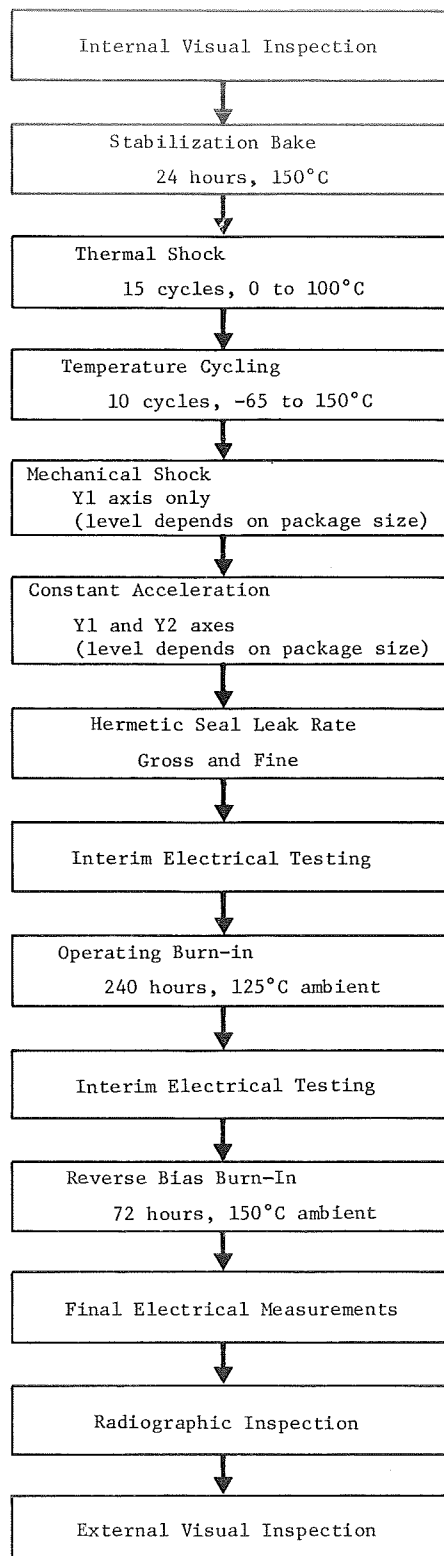 Internal Visual Inspection
Stabilization Bake
24 hours, 150°C
Thermal Shock
15 cycles, 0 to 100°C
Temperature Cycling
10 cycles, -65 to 150°C
Mechanical Shock
Y1 axis only
(level depends on package size)
Constant Acceleration
Y1 and Y2 axes
(level depends on package size)
Hermetic Seal Leak Rate
Gross and Fine
Interim Electrical Testing
Operating Burn-in
240 hours, 125°C ambient
Interim Electrical Testing
Reverse Bias Burn-In
72 hours, 150°C ambient
Final Electrical Measurements
Radiographic Inspection
External Visual Inspection